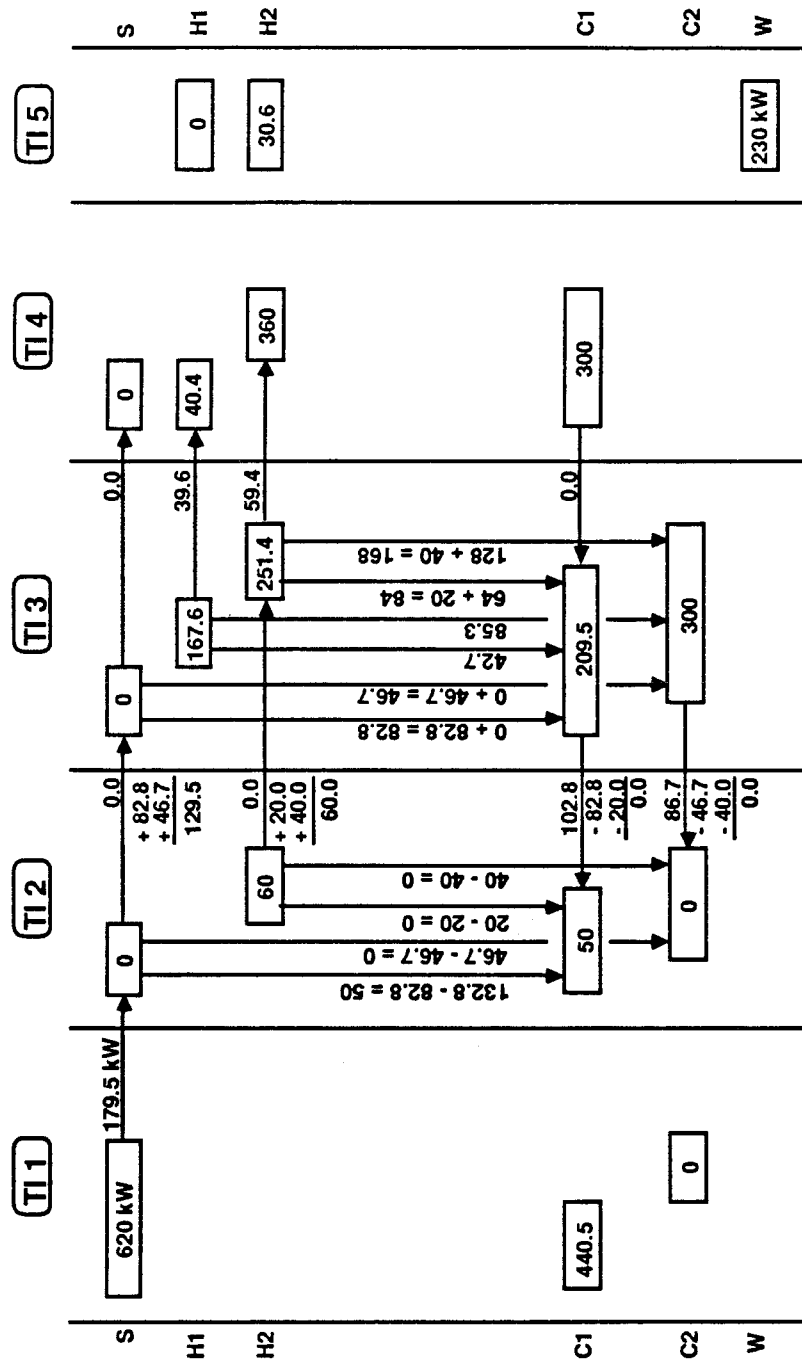 TI 1
TI 2
TI 3
TI 4
TI 5
S
620 kW
179.5 kW
0
0.0
+ 82.8
+ 46.7
129.5
0
0.0
0
S
H1
167.6
39.6
40.4
0
H1
H2
60
0.0
+ 20.0
+ 40.0
60.0
251.4
59.4
360
30.6
H2
132.8 - 82.8 = 50
46.7 - 46.7 = 0
20 - 20 = 0
40 - 40 = 0
0 + 82.8 = 82.8
0 + 46.7 = 46.7
42.7
85.3
64 + 20 = 84
128 + 40 = 168
C1
440.5
50
102.8
- 82.8
- 20.0
0.0
209.5
0.0
300
C1
C2
0
0
86.7
- 46.7
- 40.0
0.0
300
C2
W
230 kW
W